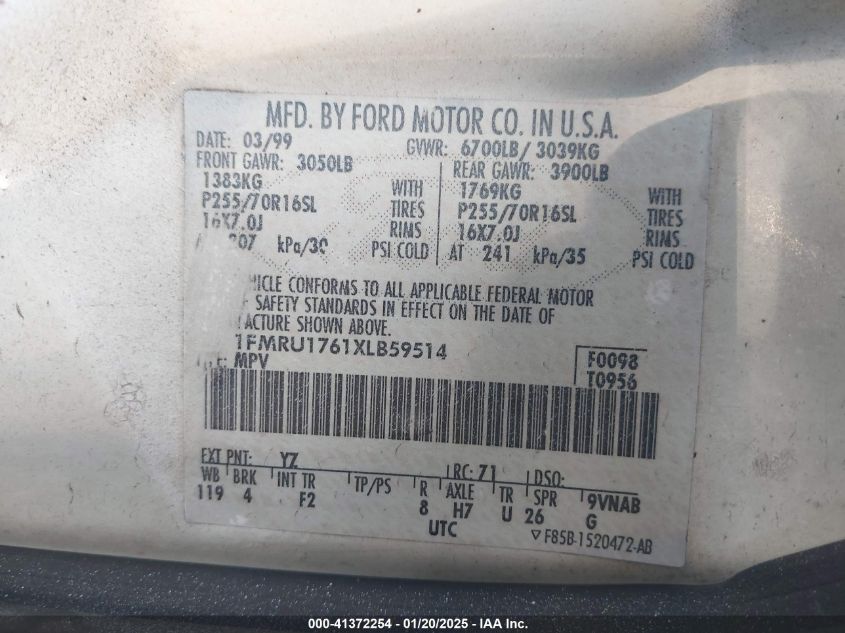 MFD. BY FORD MOTOR CO. IN U.S.A.
DATE: 03/99 GVWR: 6700LB/ 3039KG
FRONT GAWR: 3050LB REAR GAWR: 3900LB
1383KG WITH 1769KG WITH
P255/70R16SL TIRES P255/70R16SL TIRES
16X7.0J RIMS 16X7.0J RIMS
207 kPa/30 PSI COLD AT 241 kPa/35 PSI COLD
HICLE CONFORMS TO ALL APPLICABLE FEDERAL MOTOR
SAFETY STANDARDS IN EFFECT ON THE DATE OF
ACTURE SHOWN ABOVE.
1FMRU1761XLB59514 F0098
MPV T0956
EXT PNT: YZ RC: 71 DSO:
WB BRK INT TR TP/PS R AXLE TR SPR 9VNAB
119 4 F2 8 H7 U 26 G
UTC ▽F85B-1520472-AB
000-41372254 - 01/20/2025 - IAA Inc.